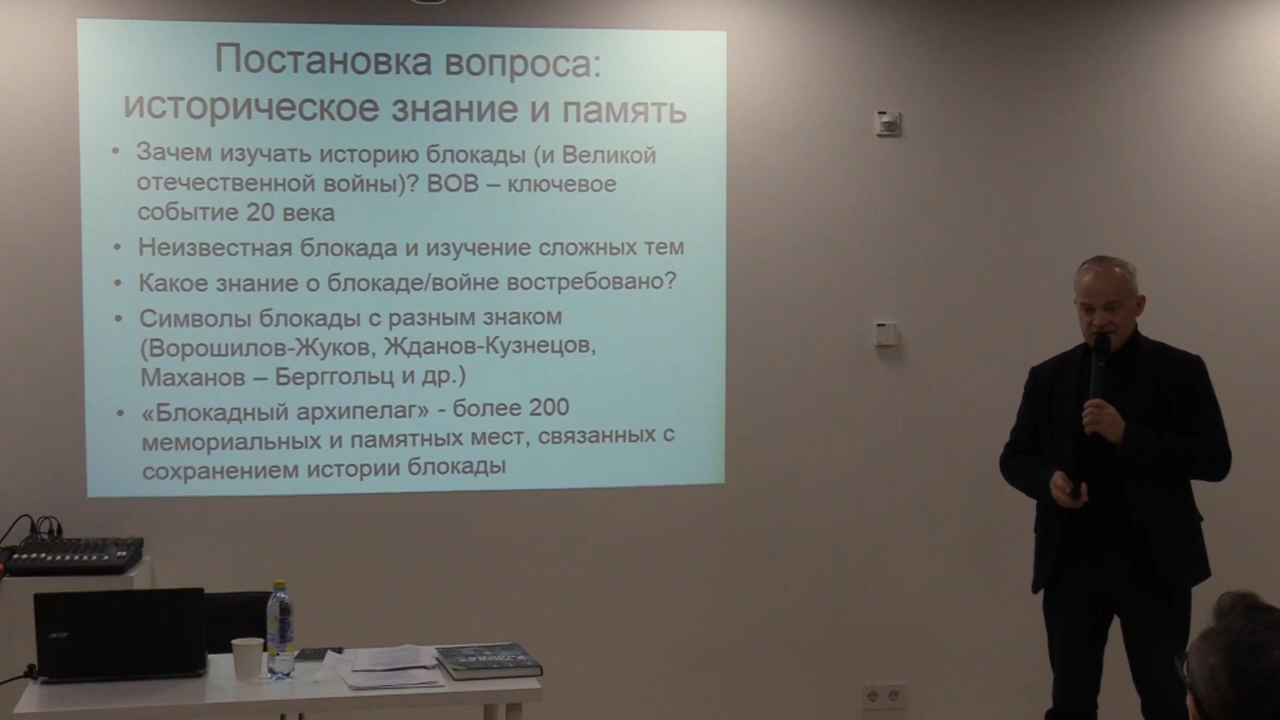 Постановка вопроса:
историческое знание и память
• Зачем изучать историю блокады (и Великой
отечественной войны)? ВОВ – ключевое
событие 20 века
• Неизвестная блокада и изучение сложных тем
• Какое знание о блокаде/войне востребовано?
• Символы блокады с разным знаком
(Ворошилов-Жуков, Жданов-Кузнецов,
Маханов – Берггольц и др.)
• «Блокадный архипелаг» - более 200
мемориальных и памятных мест, связанных с
сохранением истории блокады
acer